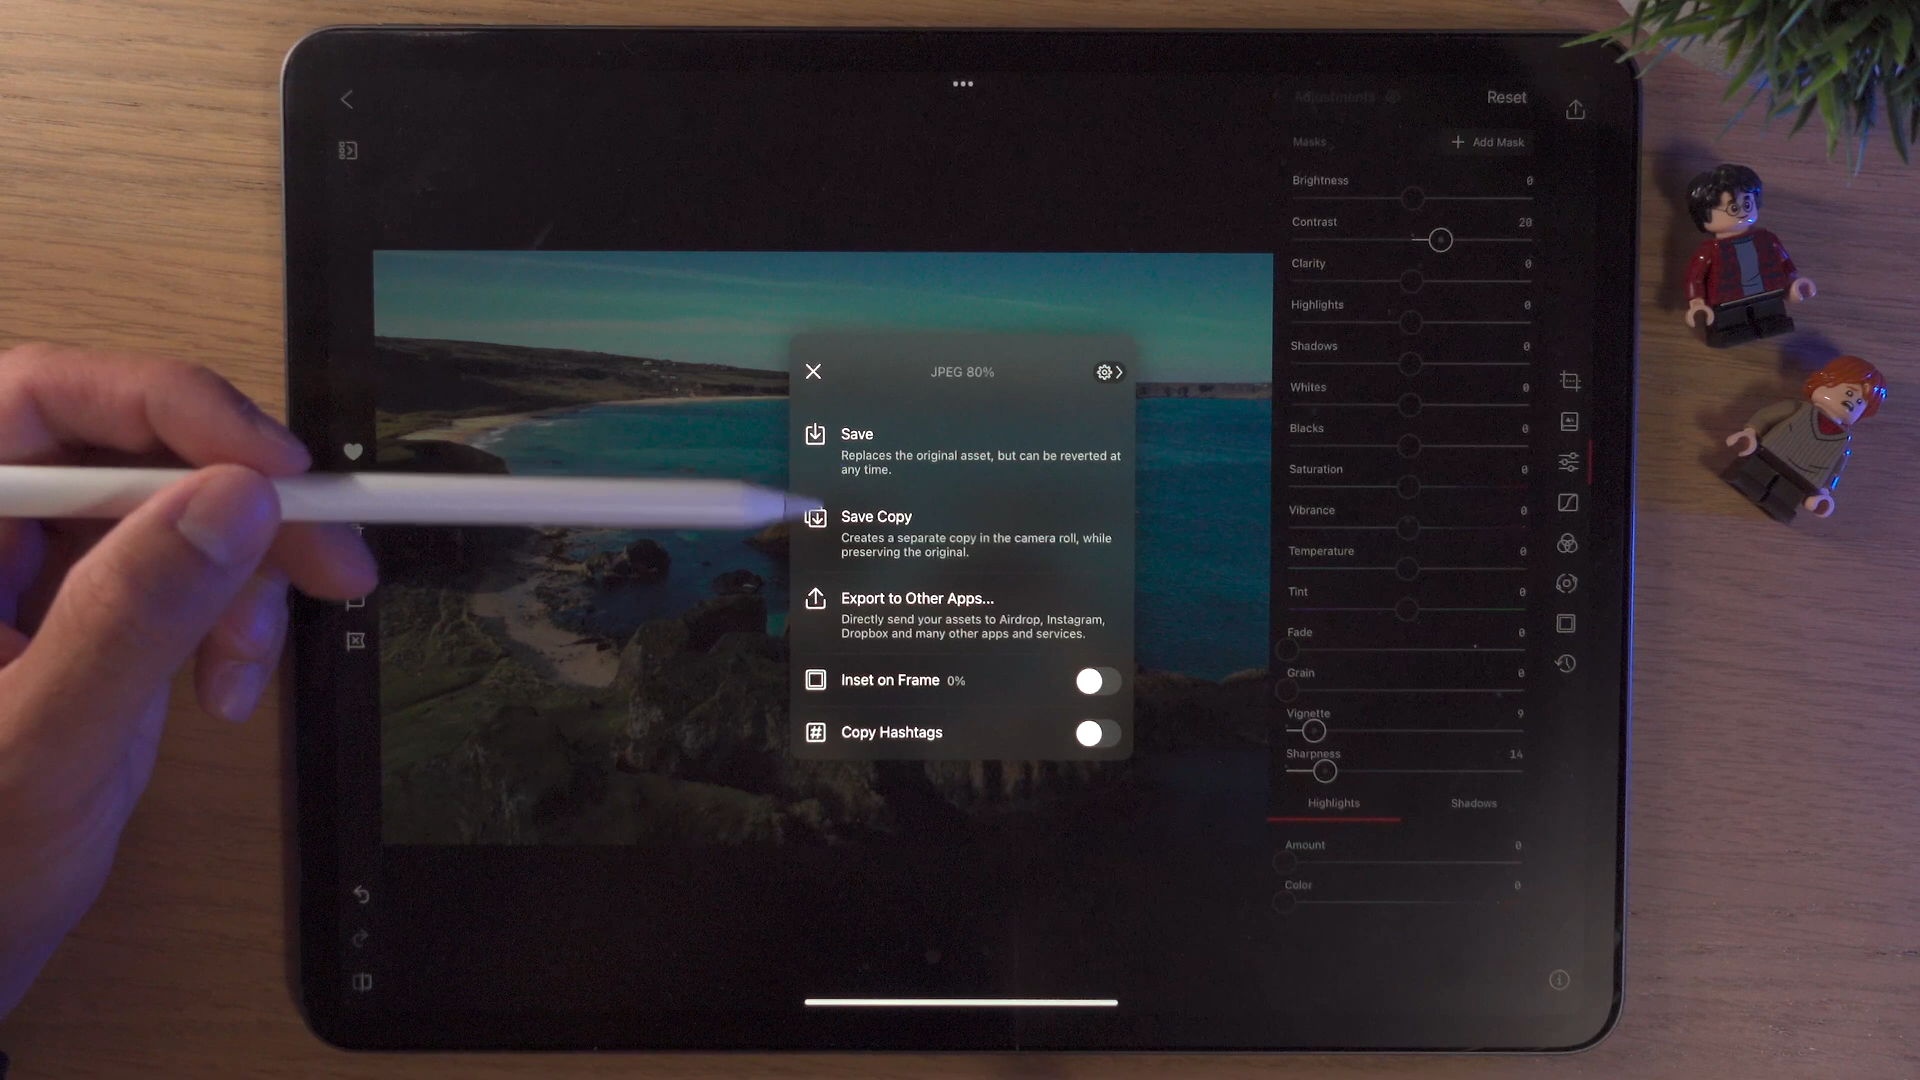 Adjustments
Reset
Masks
+ Add Mask
Brightness 0
Contrast 20
Clarity 0
Highlights 0
Shadows 0
Whites 0
Blacks 0
Saturation 0
Vibrance 0
Temperature 0
Tint 0
Fade 0
Grain 0
Vignette 9
Sharpness 14
Highlights Shadows
Amount 0
Color 0
JPEG 80%
Save
Replaces the original asset, but can be reverted at
any time.
Save Copy
Creates a separate copy in the camera roll, while
preserving the original.
Export to Other Apps...
Directly send your assets to Airdrop, Instagram,
Dropbox and many other apps and services.
Inset on Frame 0%
# Copy Hashtags